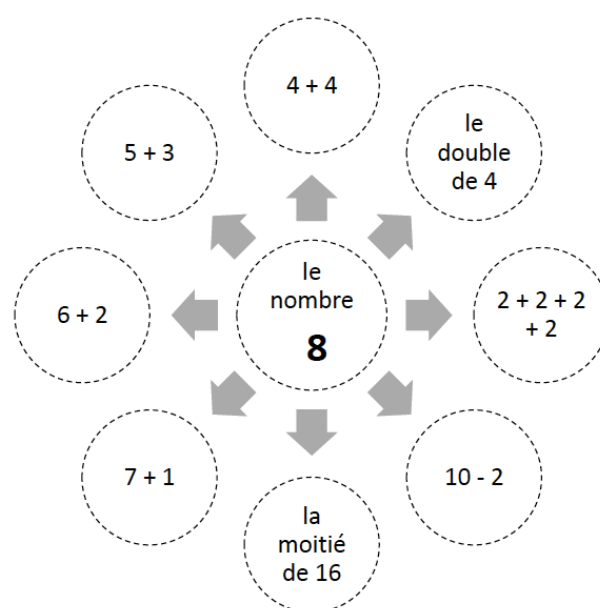 4 + 4
le
double
de 4
2 + 2 + 2
+ 2
10 - 2
la
moitié
de 16
7 + 1
6 + 2
5 + 3
le
nombre
8